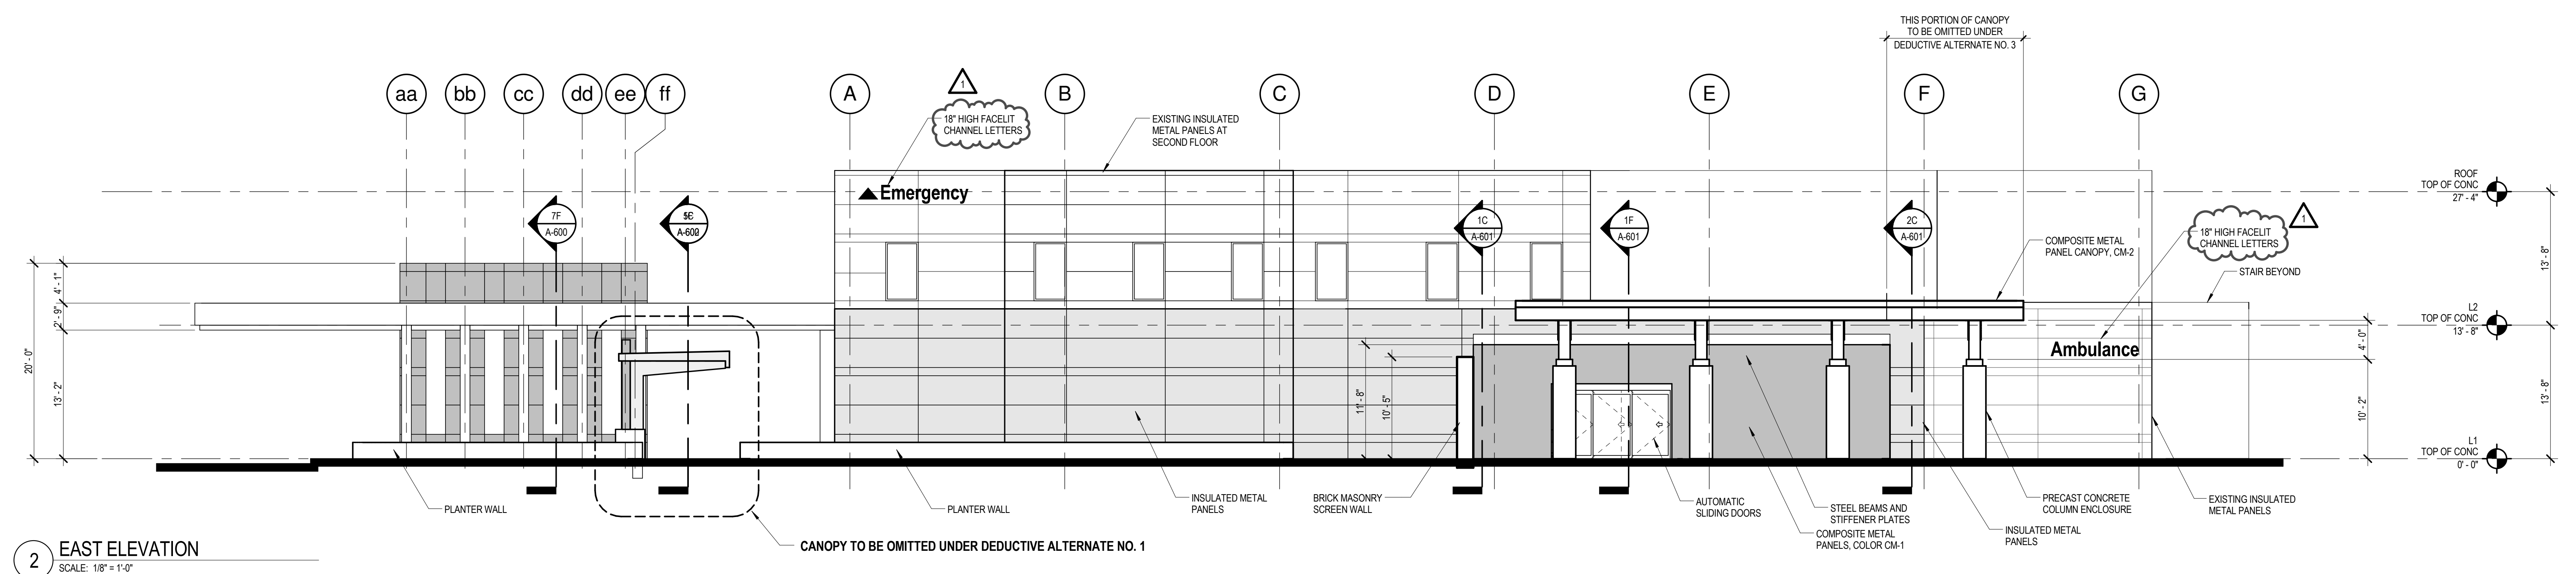 THIS PORTION OF CANOPY
TO BE OMITTED UNDER
DEDUCTIVE ALTERNATE NO. 3
aa
bb
cc
dd
ee
ff
A
B
C
D
E
F
G
1
18" HIGH FACELIT
CHANNEL LETTERS
EXISTING INSULATED
METAL PANELS AT
SECOND FLOOR
ROOF
TOP OF CONC
27' - 4"
Emergency
7F
A-600
1C
A-601
1F
A-601
2C
A-601
1
18" HIGH FACELIT
CHANNEL LETTERS
COMPOSITE METAL
PANEL CANOPY, CM-2
STAIR BEYOND
4' - 1"
2' - 9"
20' - 0"
13' - 2"
13' - 8"
L2
TOP OF CONC
13' - 8"
Ambulance
11' - 8"
10' - 5"
4' - 0"
10' - 2"
13' - 8"
L1
TOP OF CONC
0' - 0"
PLANTER WALL
PLANTER WALL
INSULATED METAL
PANELS
BRICK MASONRY
SCREEN WALL
AUTOMATIC
SLIDING DOORS
STEEL BEAMS AND
STIFFENER PLATES
COMPOSITE METAL
PANELS, COLOR CM-1
INSULATED METAL
PANELS
PRECAST CONCRETE
COLUMN ENCLOSURE
EXISTING INSULATED
METAL PANELS
CANOPY TO BE OMITTED UNDER DEDUCTIVE ALTERNATE NO. 1
2
EAST ELEVATION
SCALE: 1/8" = 1'-0"